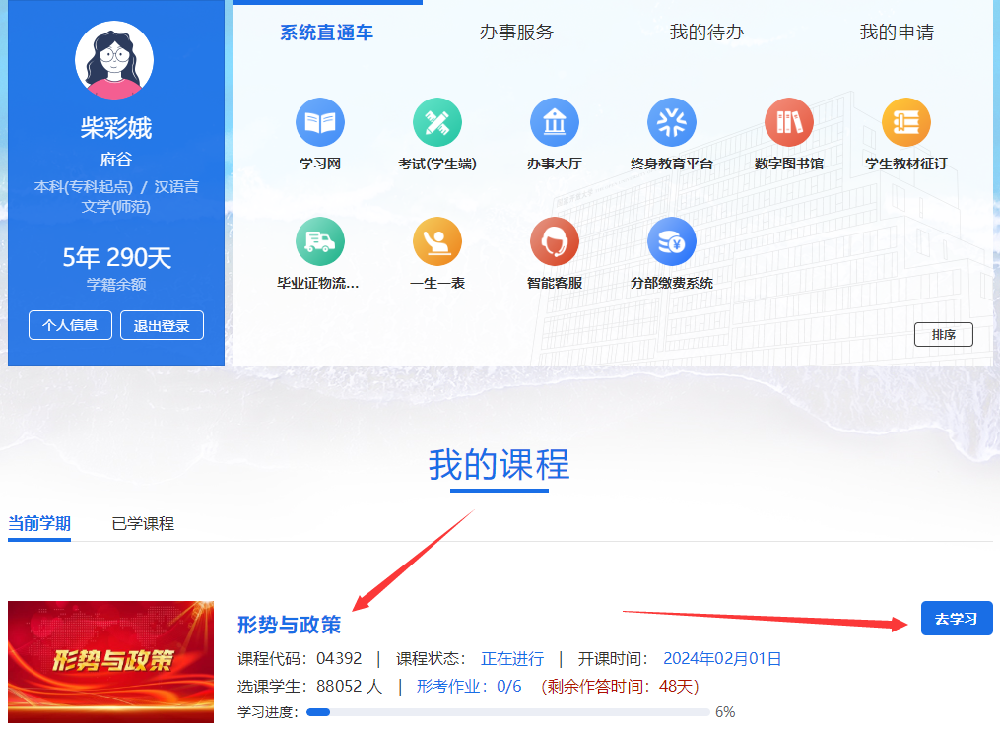 柴彩娥
府谷
本科(专科起点) / 汉语言
文学(师范)
5年 290天
学籍余额
个人信息 退出登录
系统直通车 办事服务 我的待办 我的申请
学习网 考试(学生端) 办事大厅 终身教育平台 数字图书馆 学生教材征订
毕业证物流... 一生一表 智能客服 分部缴费系统
排序
我的课程
当前学期 已学课程
形势与政策
形势与政策
去学习
课程代码：04392 | 课程状态： 正在进行 | 开课时间： 2024年02月01日
选课学生：88052 人 | 形考作业：0/6 （剩余作答时间：48天）
学习进度： 6%